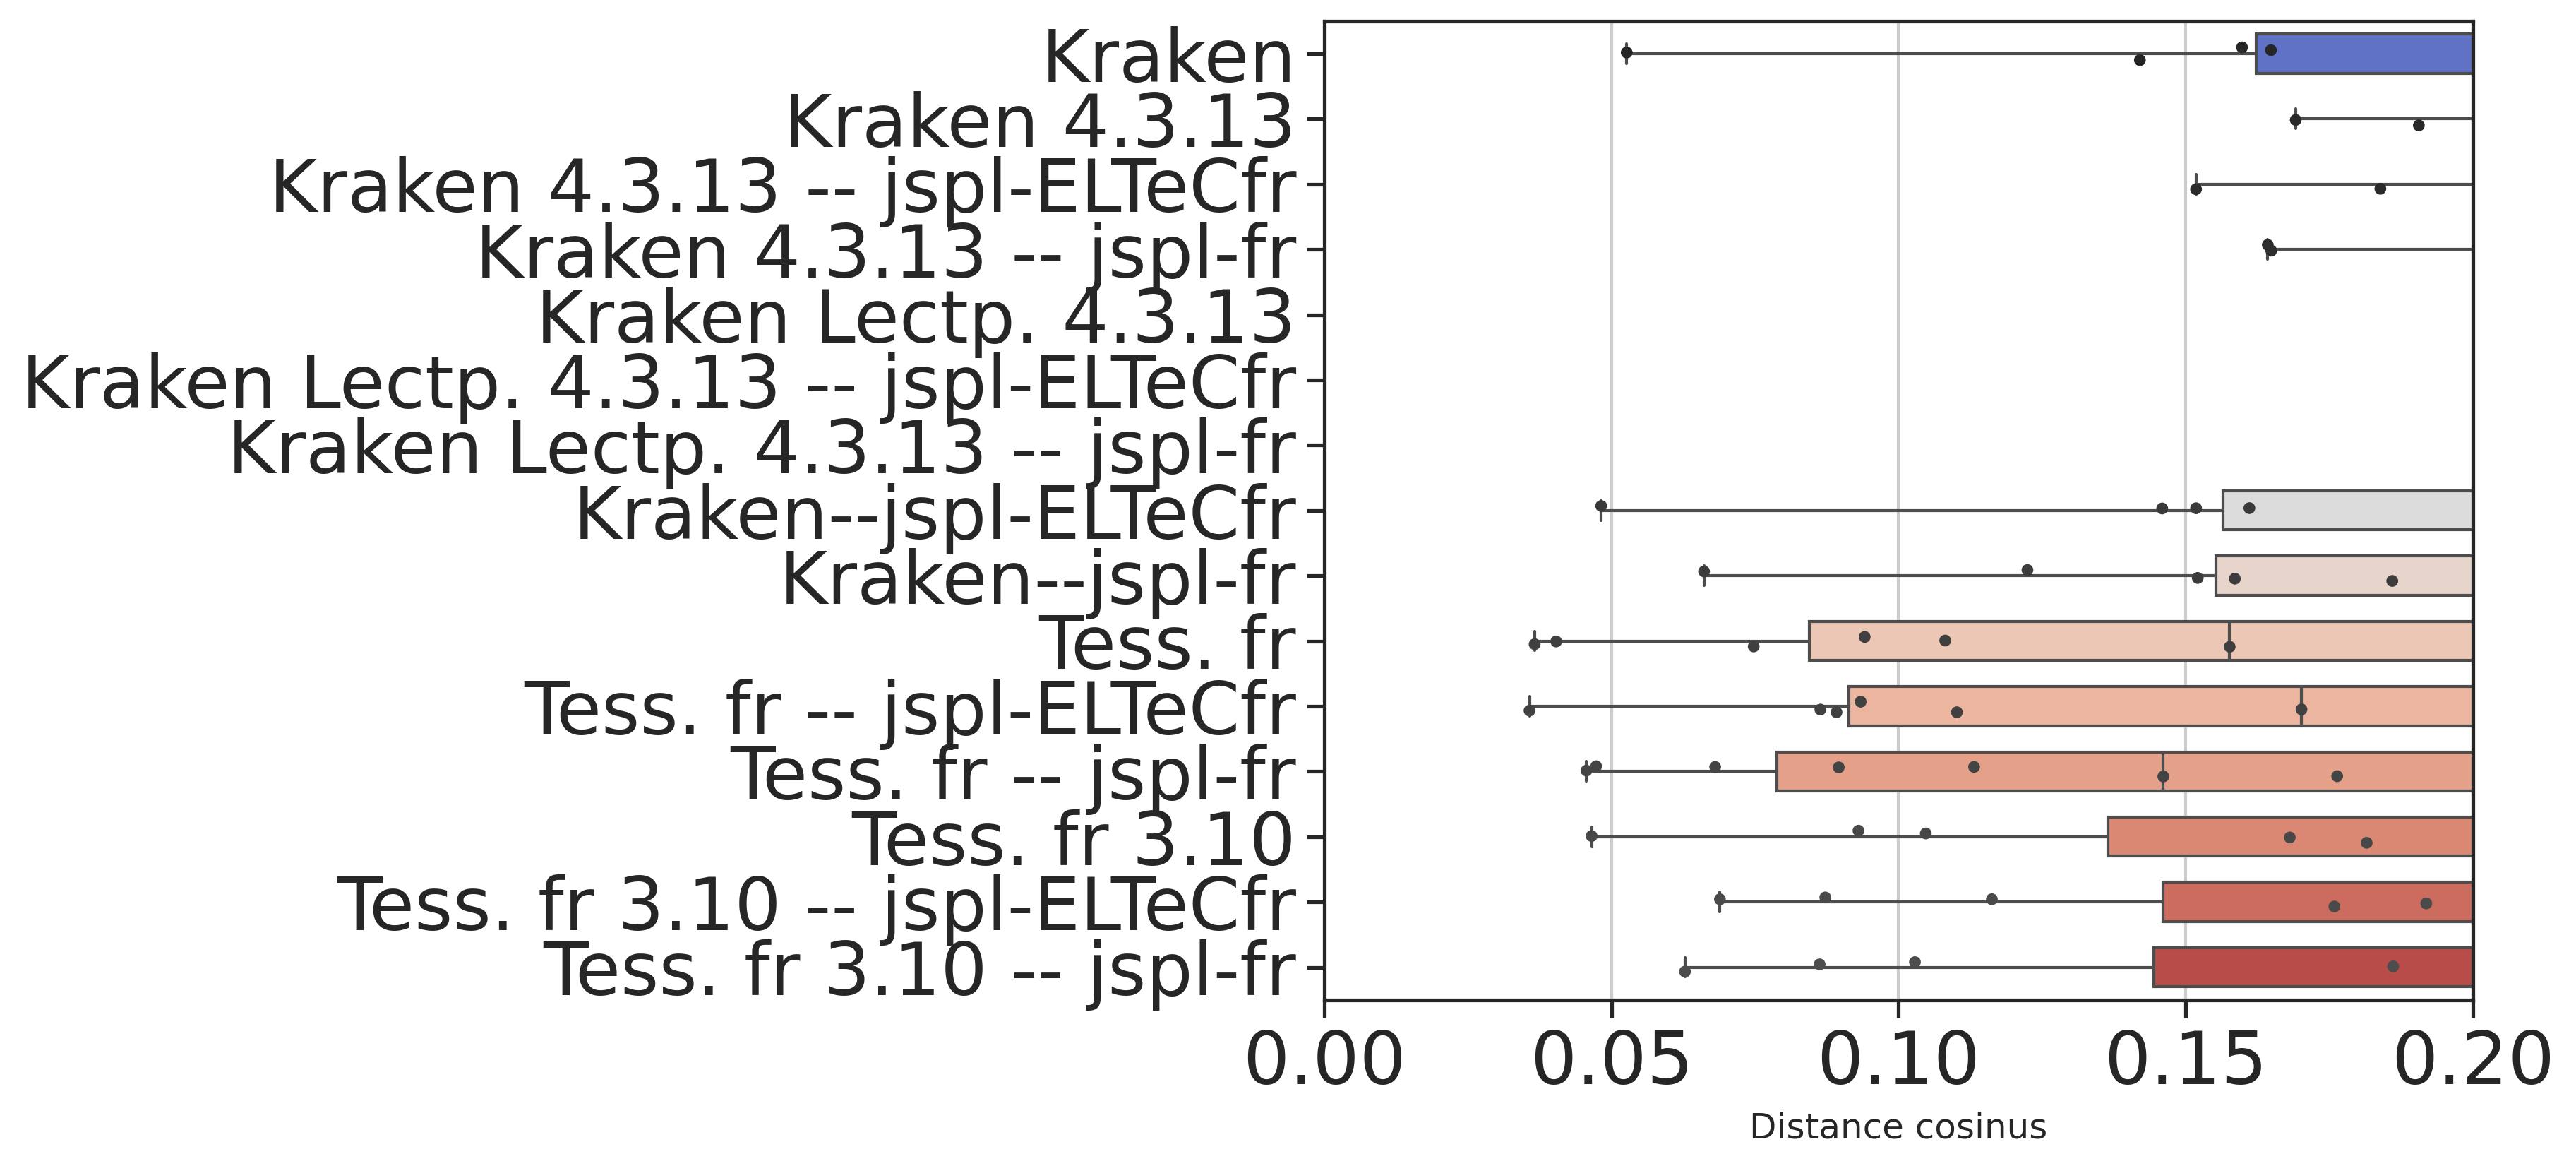 Kraken
Kraken 4.3.13
Kraken 4.3.13 -- jspl-ELTeCfr
Kraken 4.3.13 -- jspl-fr
Kraken Lectp. 4.3.13
Kraken Lectp. 4.3.13 -- jspl-ELTeCfr
Kraken Lectp. 4.3.13 -- jspl-fr
Kraken--jspl-ELTeCfr
Kraken--jspl-fr
Tess. fr
Tess. fr -- jspl-ELTeCfr
Tess. fr -- jspl-fr
Tess. fr 3.10
Tess. fr 3.10 -- jspl-ELTeCfr
Tess. fr 3.10 -- jspl-fr
0.00 0.05 0.10 0.15 0.20
Distance cosinus